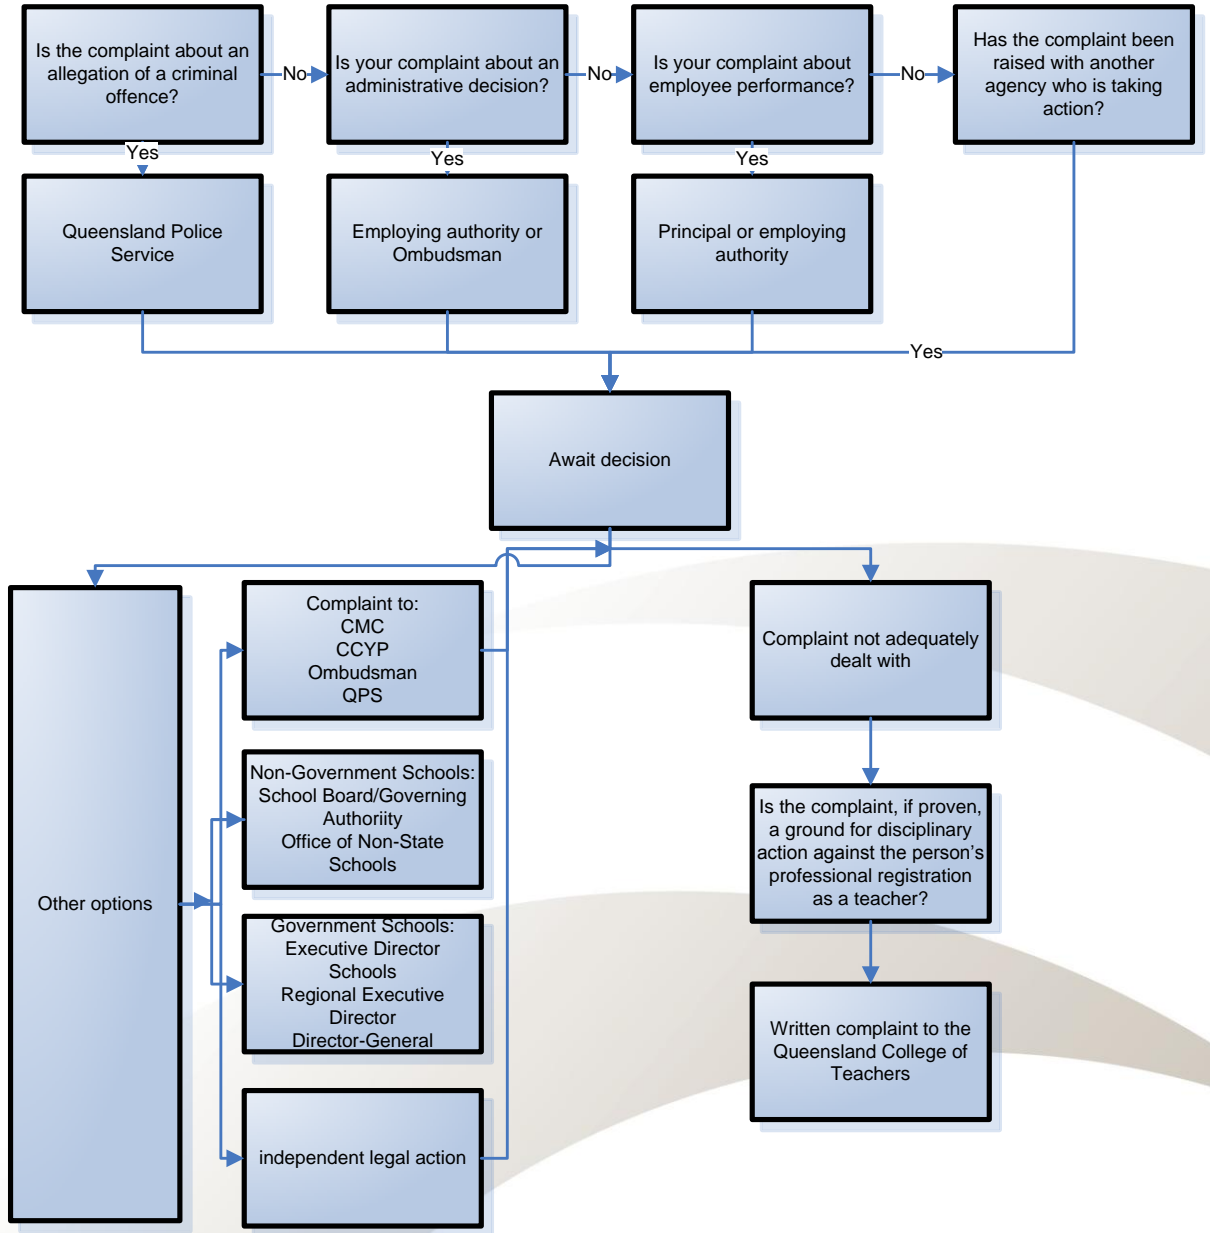 Is the complaint about an
allegation of a criminal
offence?
No
Is your complaint about an
administrative decision?
No
Is your complaint about
employee performance?
No
Has the complaint been
raised with another
agency who is taking
action?
Yes
Yes
Yes
Queensland Police
Service
Employing authority or
Ombudsman
Principal or employing
authority
Yes
Await decision
Other options
Complaint to:
CMC
CCYP
Ombudsman
QPS
Non-Government Schools:
School Board/Governing
Authoriity
Office of Non-State
Schools
Government Schools:
Executive Director
Schools
Regional Executive
Director
Director-General
independent legal action
Complaint not adequately
dealt with
Is the complaint, if proven,
a ground for disciplinary
action against the person’s
professional registration
as a teacher?
Written complaint to the
Queensland College of
Teachers